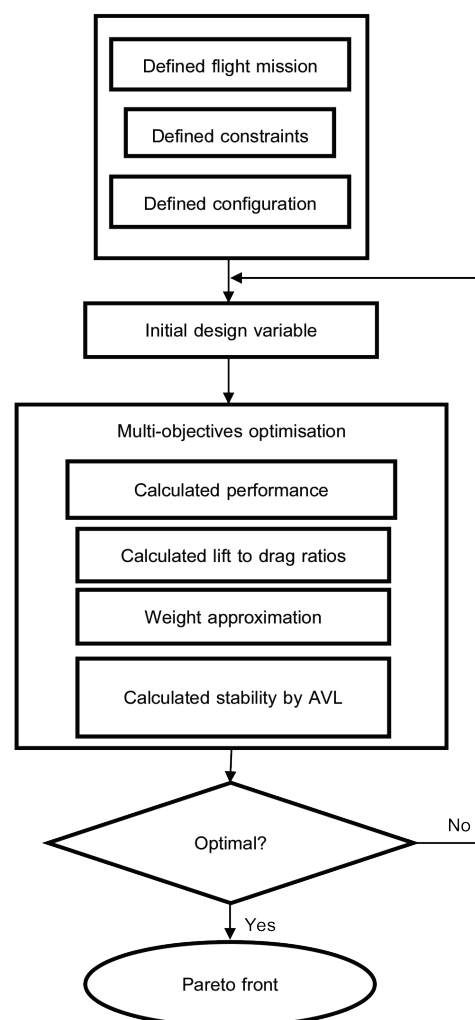 Defined flight mission
Defined constraints
Defined configuration
Initial design variable
Multi-objectives optimisation
Calculated performance
Calculated lift to drag ratios
Weight approximation
Calculated stability by AVL
Optimal?
No
Yes
Pareto front